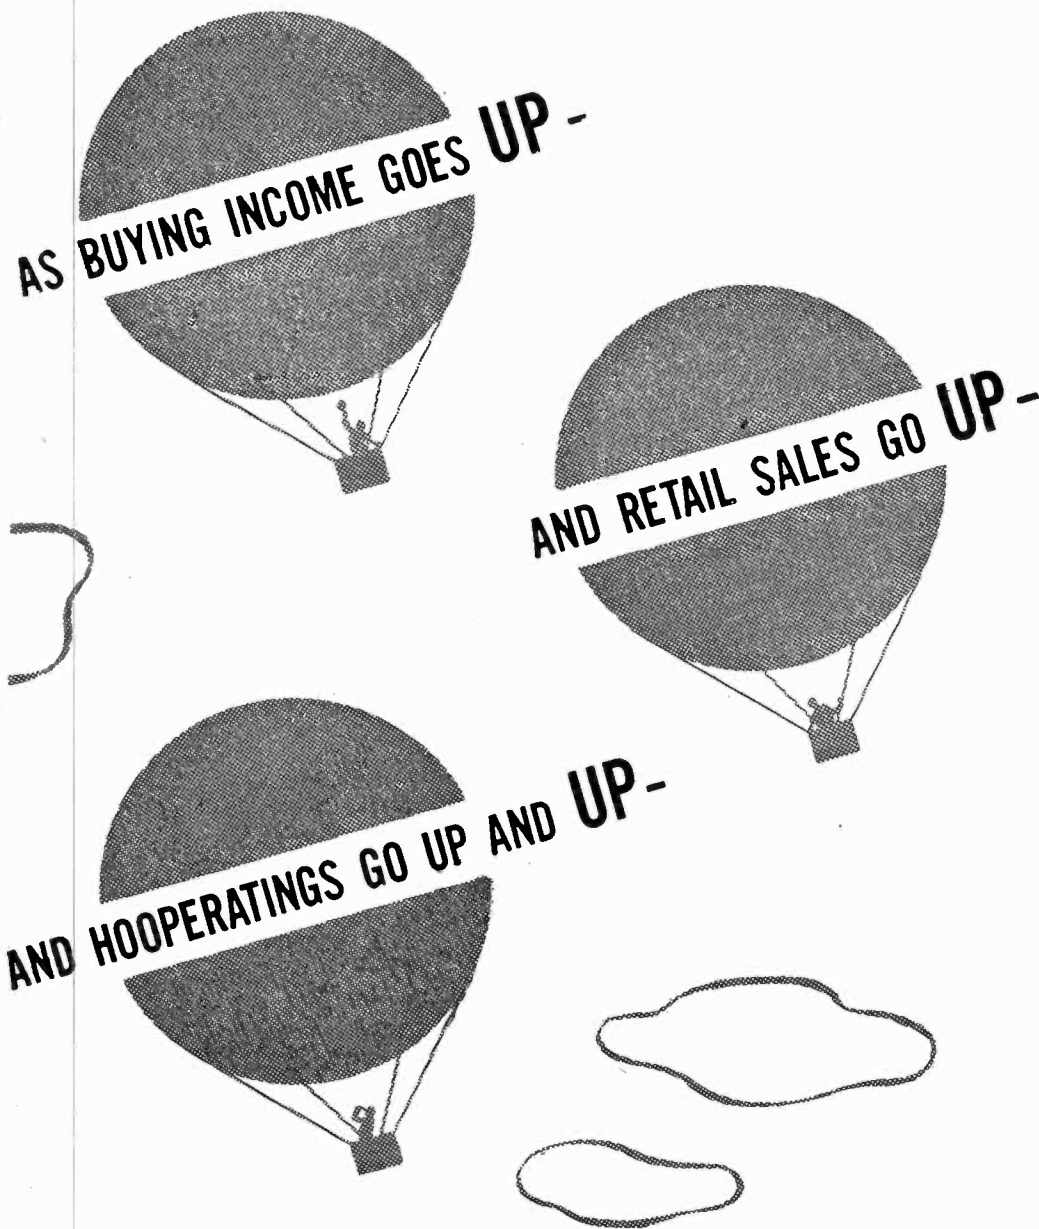 AS BUYING INCOME GOES UP -
AND RETAIL SALES GO UP -
AND HOOPERATINGS GO UP AND UP -